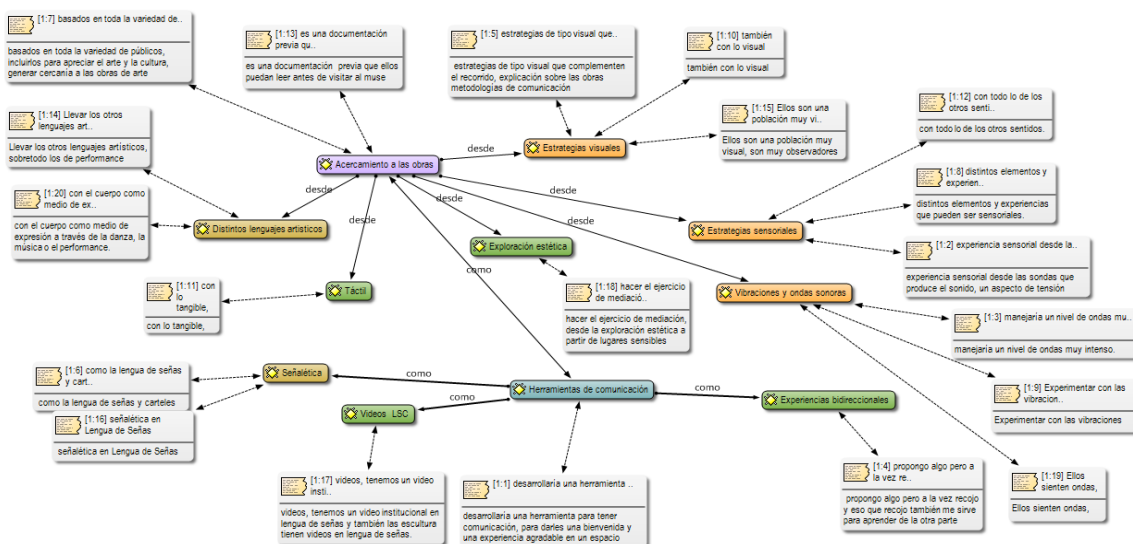 [1:7] basados en toda la variedad de..
basados en toda la variedad de públicos,
incluirlos para apreciar el arte y la cultura,
generar cercanía a las obras de arte
[1:13] es una documentación
previa qu..
es una documentación previa que ellos
puedan leer antes de visitar al muse
[1:5] estrategias de tipo visual que..
estrategias de tipo visual que complementen
el recorrido, explicación sobre las obras
metodologías de comunicación
[1:10] también
con lo visual
también con lo visual
[1:14] Llevar los otros
lenguajes art..
Llevar los otros lenguajes artísticos,
sobretodo los de performance
[1:15] Ellos son una
población muy vi..
Ellos son una población muy
visual, son muy observadores
[1:12] con todo lo de los
otros senti..
con todo lo de los otros sentidos.
Acercamiento a las obras
desde
Estrategias visuales
[1:20] con el cuerpo como
medio de ex..
con el cuerpo como medio de
expresión a través de la danza, la
música o el performance.
desde
desde
desde
desde
desde
[1:8] distintos elementos y
experien..
distintos elementos y experiencias
que pueden ser sensoriales.
Distintos lenguajes artisticos
Exploración estética
Estrategias sensoriales
[1:2] experiencia sensorial desde la..
experiencia sensorial desde las sondas que
produce el sonido, un aspecto de tensión
como
[1:11] con
lo
tangible,
con lo tangible,
Táctil
[1:18] hacer el ejercicio
de mediació..
hacer el ejercicio de mediación,
desde la exploración estética a
partir de lugares sensibles
Vibraciones y ondas sonoras
[1:3] manejaría un nivel de ondas mu..
manejaría un nivel de ondas muy intenso.
[1:6] como la lengua de señas
y cart..
como la lengua de señas y carteles
Señalética
como
Herramientas de comunicación
como
Experiencias bidireccionales
[1:9] Experimentar con las
vibracion..
Experimentar con las vibraciones
[1:16] señalética en
Lengua de Señas
señalética en Lengua de Señas
Videos LSC
como
[1:17] videos, tenemos un video
insti..
videos, tenemos un video institucional en
lengua de señas y también las escultura
tienen videos en lengua de señas.
[1:1] desarrollaría una herramienta ..
desarrollaría una herramienta para tener
comunicación, para darles una bienvenida y
una experiencia agradable en un espacio
[1:4] propongo algo pero a
la vez re..
propongo algo pero a la vez recojo
y eso que recojo también me sirve
para aprender de la otra parte
[1:19] Ellos
sienten ondas,
Ellos sienten ondas,